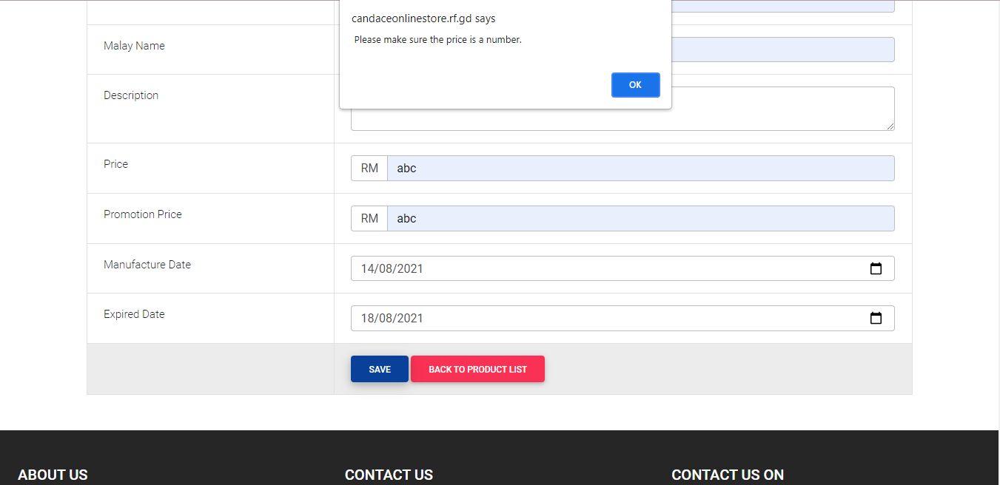 candaceonlinestore.rf.gd says
Please make sure the price is a number.
OK
Malay Name
Description
Price
RM abc
Promotion Price
RM abc
Manufacture Date
14/08/2021
Expired Date
18/08/2021
SAVE BACK TO PRODUCT LIST
ABOUT US CONTACT US CONTACT US ON